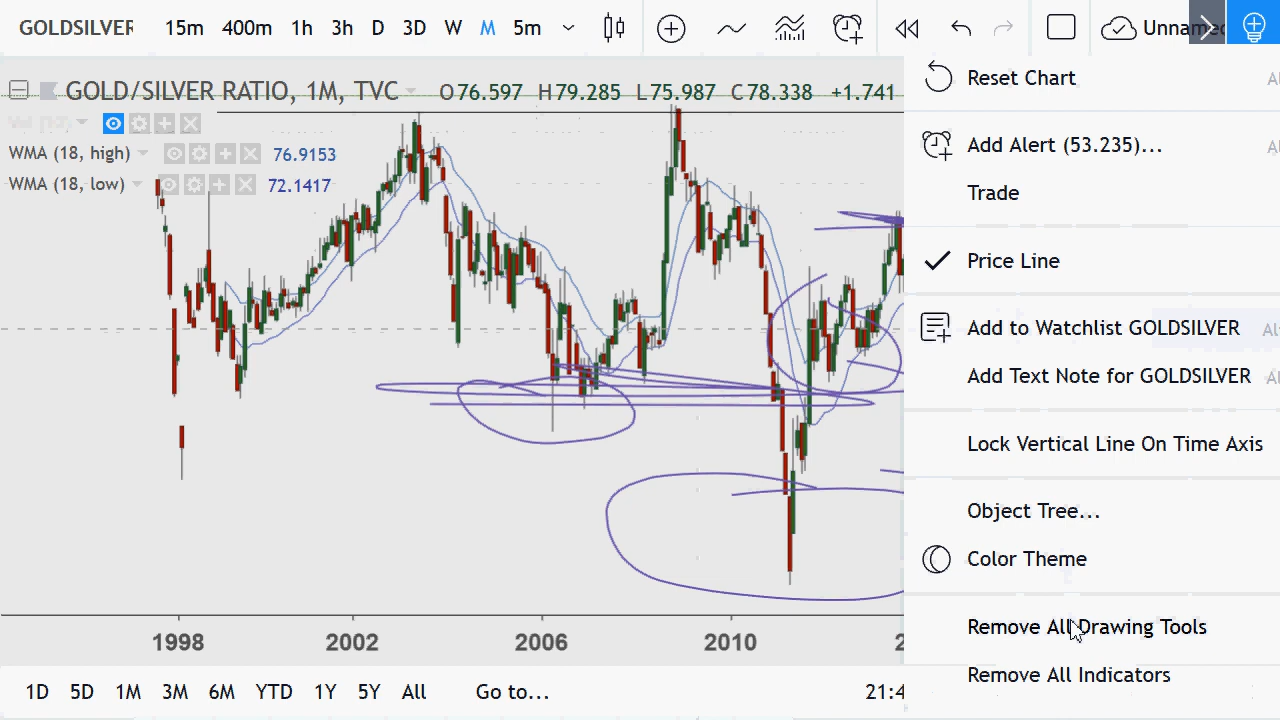 GOLDSILVER 15m 400m 1h 3h D 3D W M 5m
GOLD/SILVER RATIO, 1M, TVC O76.597 H79.285 L75.987 C78.338 +1.741
WMA (18, high) 76.9153
WMA (18, low) 72.1417
Reset Chart
Add Alert (53.235)...
Trade
Price Line
Add to Watchlist GOLDSILVER
Add Text Note for GOLDSILVER
Lock Vertical Line On Time Axis
Object Tree...
Color Theme
Remove All Drawing Tools
Remove All Indicators
1998 2002 2006 2010
1D 5D 1M 3M 6M YTD 1Y 5Y All Go to... 21:4